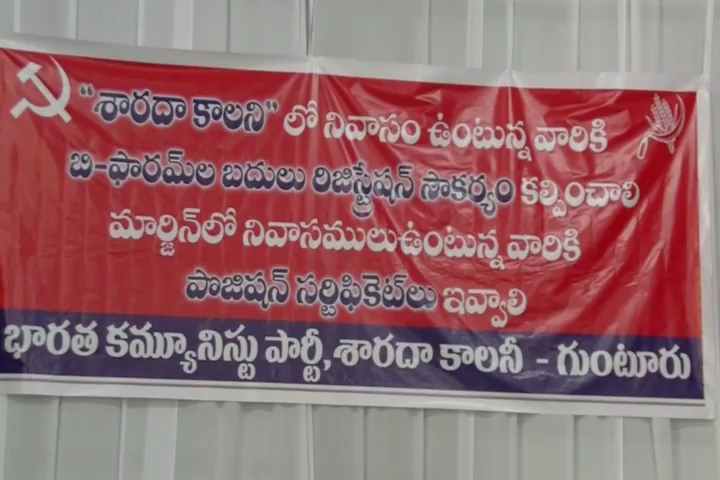 "శారదా కాలని" లో నివాసం ఉంటున్న వారికి
బి-ఫారమ్‌ల బదులు రిజిస్ట్రేషన్ సౌకర్యం కల్పించాలి
మార్జిన్‌లో నివాసములుఉంటున్న వారికి
పొజిషన్ సర్టిఫికెట్‌లు ఇవ్వాలి
భారత కమ్యూనిస్టు పార్టీ, శారదా కాలనీ - గుంటూరు